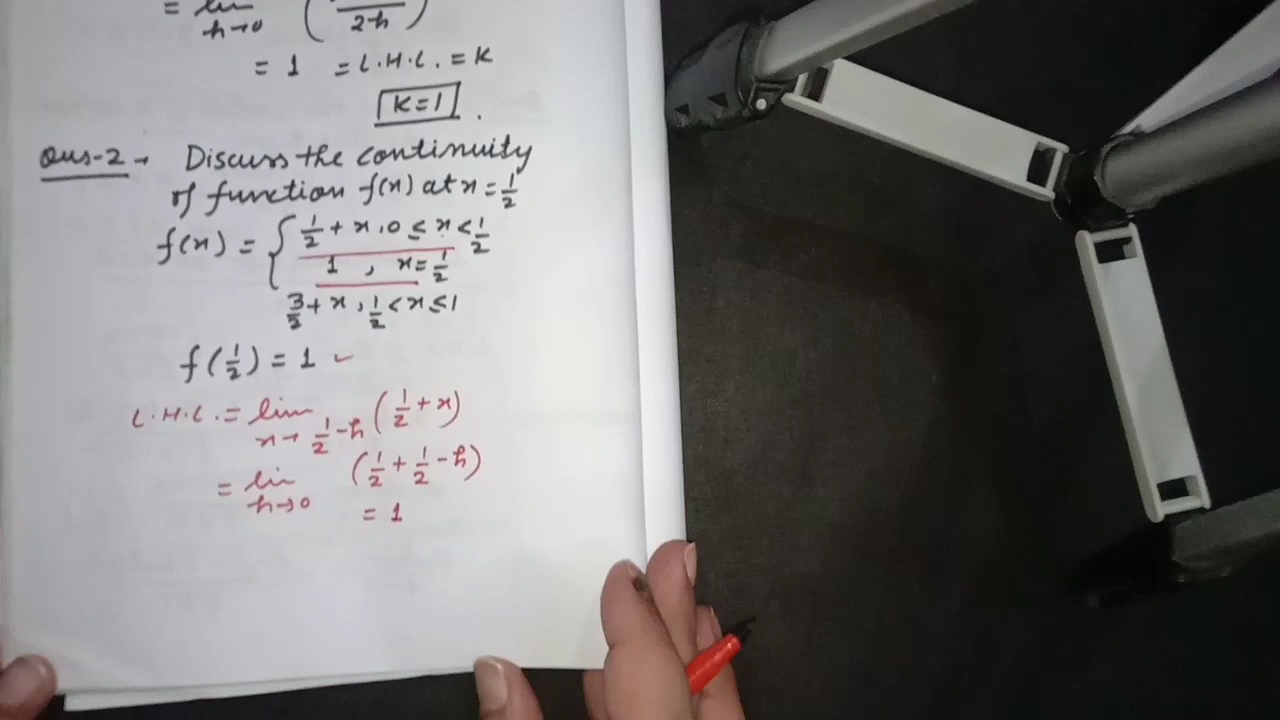 = lim
h→0 ( 2-h )
= 1 = L.H.L. = K
K=1 .
Qus-2 → Discuss the continuity
of function f(x) at x = 1/2
f(x) = { 1/2 + x , 0 ≤ x < 1/2
1 , x = 1/2
3/2 + x , 1/2 < x ≤ 1
f(1/2) = 1 ✓
L.H.L. = lim x→ 1/2-h (1/2 + x)
= lim h→0 (1/2 + 1/2 - h)
= 1